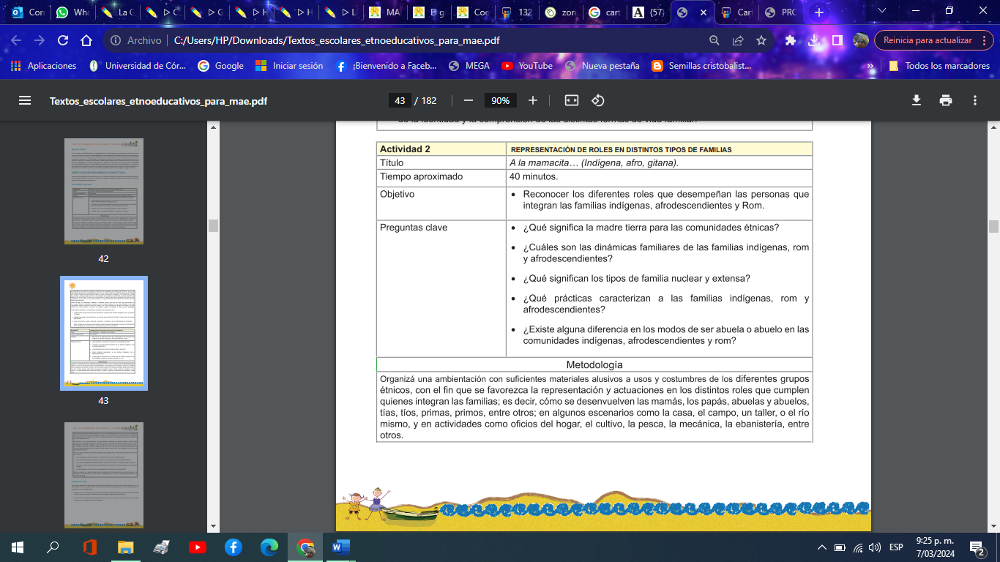 Cor
Wha
La C
C
G
H
H
Li
MA
El g
Coc
132
zon
cart
(57)
Car
PRC
Archivo
C:/Users/HP/Downloads/Textos_escolares_etnoeducativos_para_mae.pdf
Reinicia para actualizar
Aplicaciones
Universidad de Cór...
Google
Iniciar sesión
¡Bienvenido a Faceb...
MEGA
YouTube
Nueva pestaña
Semillas cristobalist...
»
Todos los marcadores
Textos_escolares_etnoeducativos_para_mae.pdf
43 / 182
90%
42
43
de la identidad y la comprensión de las distintas formas de vida familiar.
Actividad 2
REPRESENTACIÓN DE ROLES EN DISTINTOS TIPOS DE FAMILIAS
Título
A la mamacita… (Indígena, afro, gitana).
Tiempo aproximado
40 minutos.
Objetivo
• Reconocer los diferentes roles que desempeñan las personas que
integran las familias indígenas, afrodescendientes y Rom.
Preguntas clave
• ¿Qué significa la madre tierra para las comunidades étnicas?
• ¿Cuáles son las dinámicas familiares de las familias indígenas, rom
y afrodescendientes?
• ¿Qué significan los tipos de familia nuclear y extensa?
• ¿Qué prácticas caracterizan a las familias indígenas, rom y
afrodescendientes?
• ¿Existe alguna diferencia en los modos de ser abuela o abuelo en las
comunidades indígenas, afrodescendientes y rom?
Metodología
Organizá una ambientación con suficientes materiales alusivos a usos y costumbres de los diferentes grupos
étnicos, con el fin que se favorezca la representación y actuaciones en los distintos roles que cumplen
quienes integran las familias; es decir, cómo se desenvuelven las mamás, los papás, abuelas y abuelos,
tías, tíos, primas, primos, entre otros; en algunos escenarios como la casa, el campo, un taller, o el río
mismo, y en actividades como oficios del hogar, el cultivo, la pesca, la mecánica, la ebanistería, entre
otros.
ESP
9:25 p. m.
7/03/2024
2